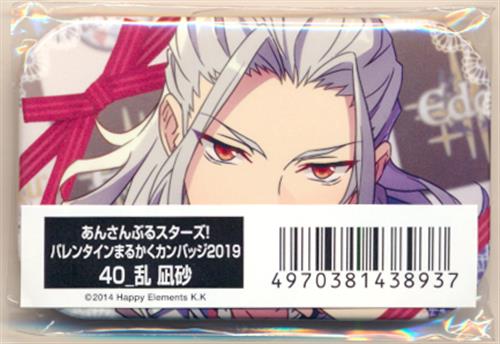 Ede
あんさんぶるスターズ!
バレンタインまるかくカンバッジ2019
40_乱 凪砂
©2014 Happy Elements K.K
4970381438937